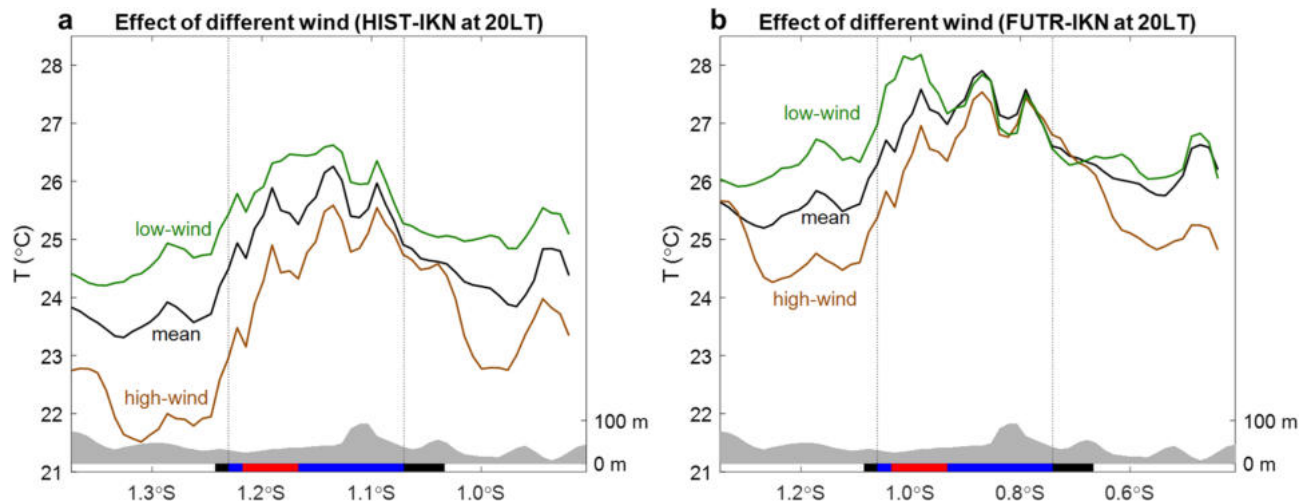 a Effect of different wind (HIST-IKN at 20LT)
28
27
26
25
24
23
22
21
T (°C)
low-wind
mean
high-wind
100 m
0 m
1.3°S 1.2°S 1.1°S 1.0°S
b Effect of different wind (FUTR-IKN at 20LT)
28
27
26
25
24
23
22
21
T (°C)
low-wind
mean
high-wind
100 m
0 m
1.2°S 1.0°S 0.8°S 0.6°S